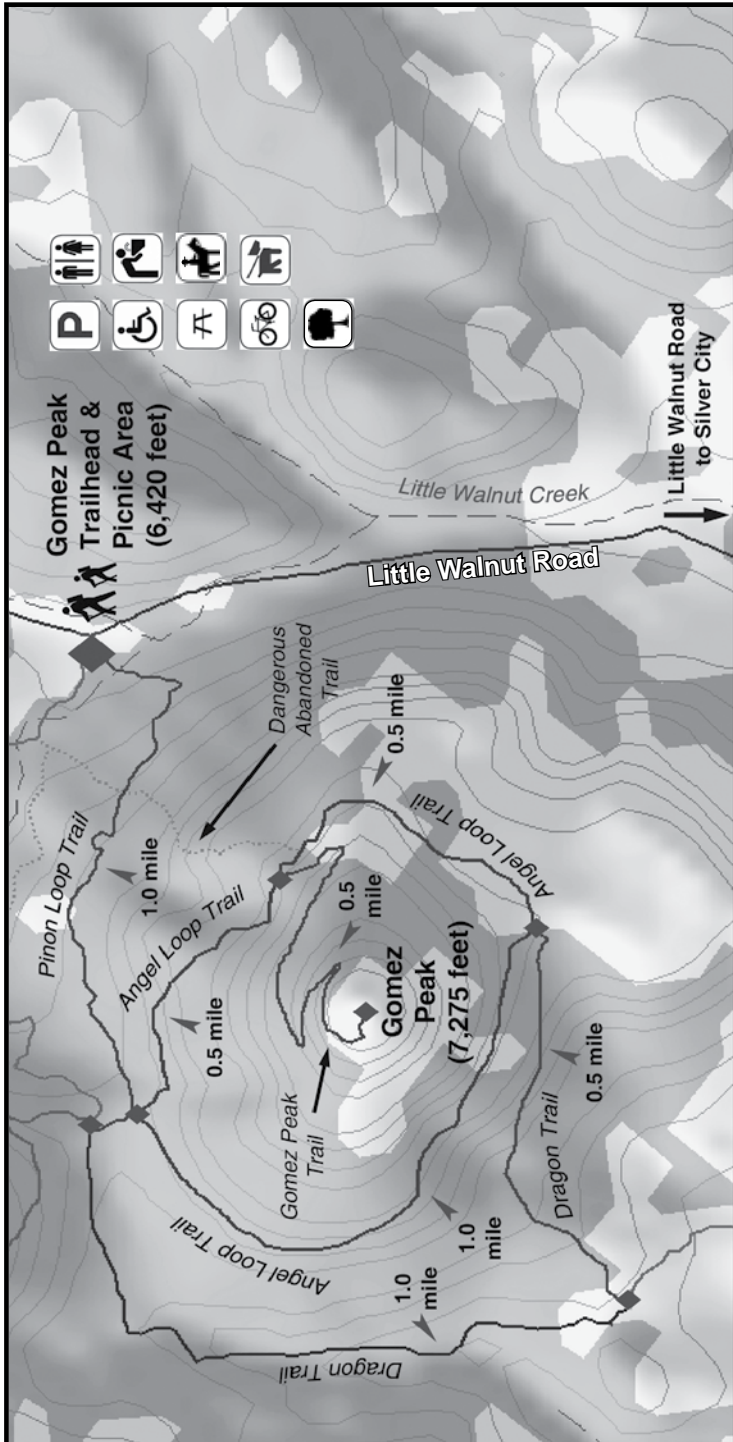 Gomez Peak
Trailhead &
Picnic Area
(6,420 feet)
P
Little Walnut Creek
Little Walnut Road
to Silver City
Little Walnut Road
Dangerous
Abandoned
Trail
0.5 mile
Angel Loop Trail
Pinon Loop Trail
1.0 mile
Angel Loop Trail
0.5
mile
Gomez
Peak
(7,275 feet)
0.5 mile
Gomez Peak
Trail
0.5 mile
Dragon Trail
Angel Loop Trail
1.0
mile
1.0
mile
Dragon Trail